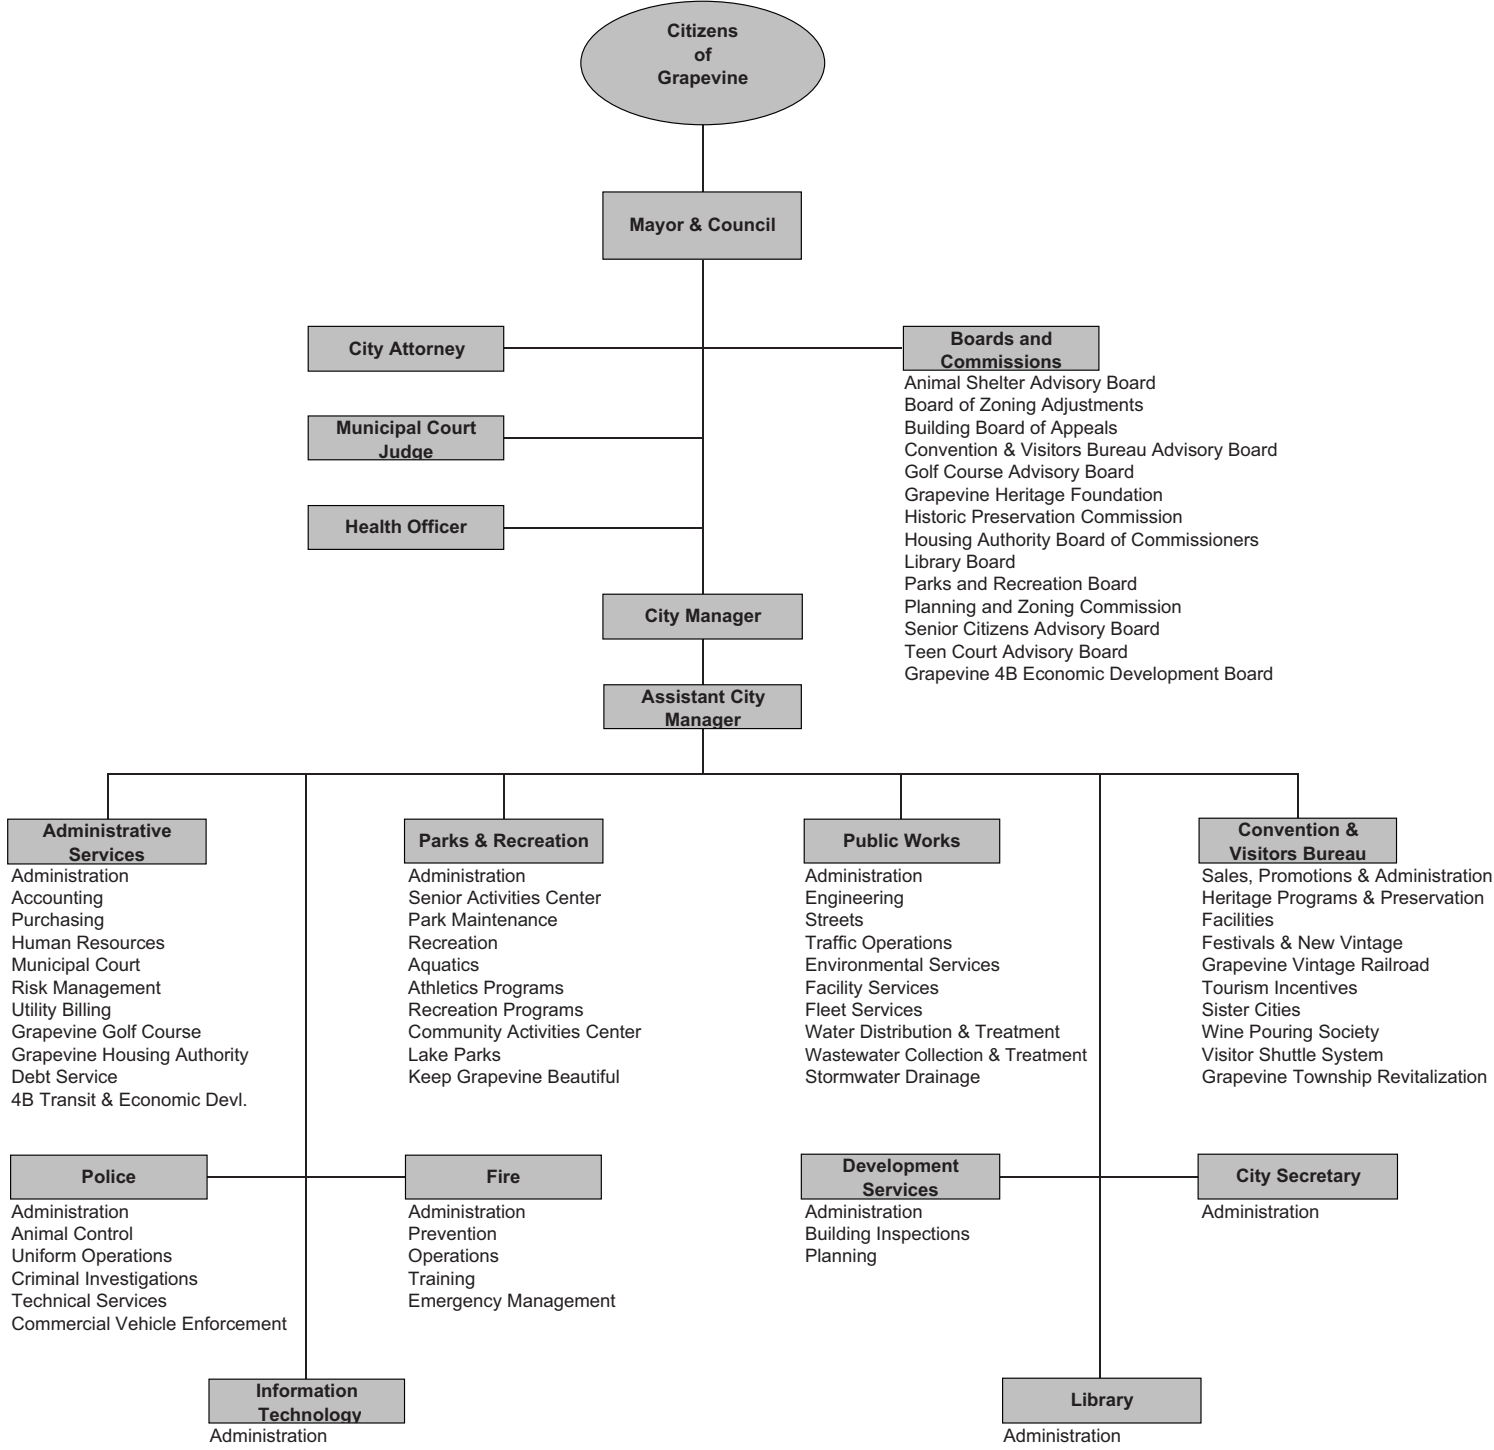 Citizens
of
Grapevine
Mayor & Council
City Attorney
Boards and
Commissions
Animal Shelter Advisory Board
Board of Zoning Adjustments
Building Board of Appeals
Convention & Visitors Bureau Advisory Board
Golf Course Advisory Board
Grapevine Heritage Foundation
Historic Preservation Commission
Housing Authority Board of Commissioners
Library Board
Parks and Recreation Board
Planning and Zoning Commission
Senior Citizens Advisory Board
Teen Court Advisory Board
Grapevine 4B Economic Development Board
Municipal Court
Judge
Health Officer
City Manager
Assistant City
Manager
Administrative
Services
Administration
Accounting
Purchasing
Human Resources
Municipal Court
Risk Management
Utility Billing
Grapevine Golf Course
Grapevine Housing Authority
Debt Service
4B Transit & Economic Devl.
Parks & Recreation
Administration
Senior Activities Center
Park Maintenance
Recreation
Aquatics
Athletics Programs
Recreation Programs
Community Activities Center
Lake Parks
Keep Grapevine Beautiful
Public Works
Administration
Engineering
Streets
Traffic Operations
Environmental Services
Facility Services
Fleet Services
Water Distribution & Treatment
Wastewater Collection & Treatment
Stormwater Drainage
Convention &
Visitors Bureau
Sales, Promotions & Administration
Heritage Programs & Preservation
Facilities
Festivals & New Vintage
Grapevine Vintage Railroad
Tourism Incentives
Sister Cities
Wine Pouring Society
Visitor Shuttle System
Grapevine Township Revitalization
Police
Administration
Animal Control
Uniform Operations
Criminal Investigations
Technical Services
Commercial Vehicle Enforcement
Fire
Administration
Prevention
Operations
Training
Emergency Management
Development
Services
Administration
Building Inspections
Planning
City Secretary
Administration
Information
Technology
Administration
Library
Administration